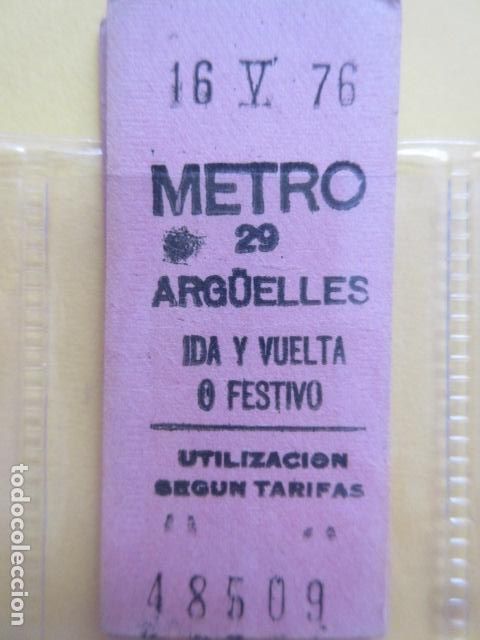 16 V. 76
METRO
29
ARGÜELLES
IDA Y VUELTA
O FESTIVO
UTILIZACION
SEGUN TARIFAS
48509
todocoleccion